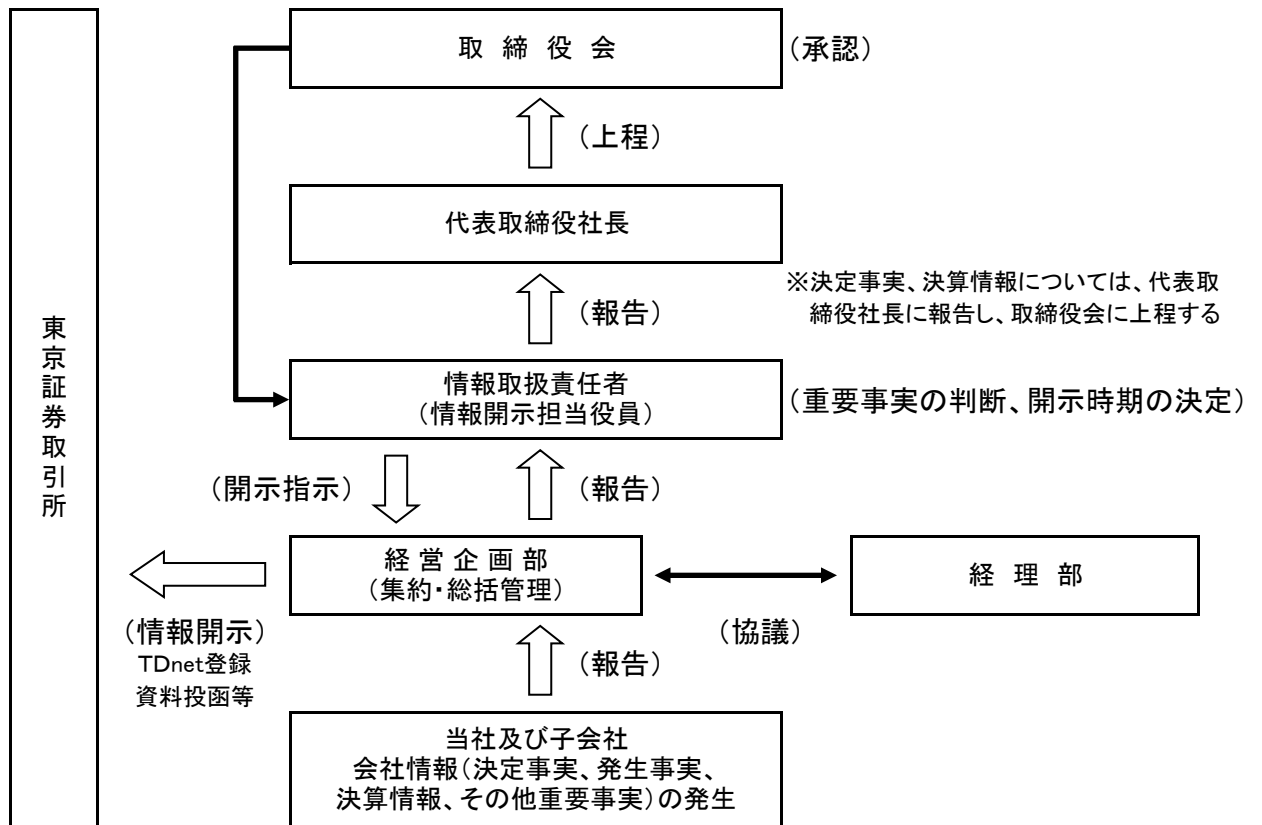 取 締 役 会
（承認）
（上程）
代表取締役社長
※決定事実、決算情報については、代表取
締役社長に報告し、取締役会に上程する
（報告）
東京証券取引所
情報取扱責任者
（情報開示担当役員）
（重要事実の判断、開示時期の決定）
（開示指示）
（報告）
経 営 企 画 部
（集約・総括管理）
経 理 部
（情報開示）
TDnet登録
資料投函等
（協議）
（報告）
当社及び子会社
会社情報（決定事実、発生事実、
決算情報、その他重要事実）の発生